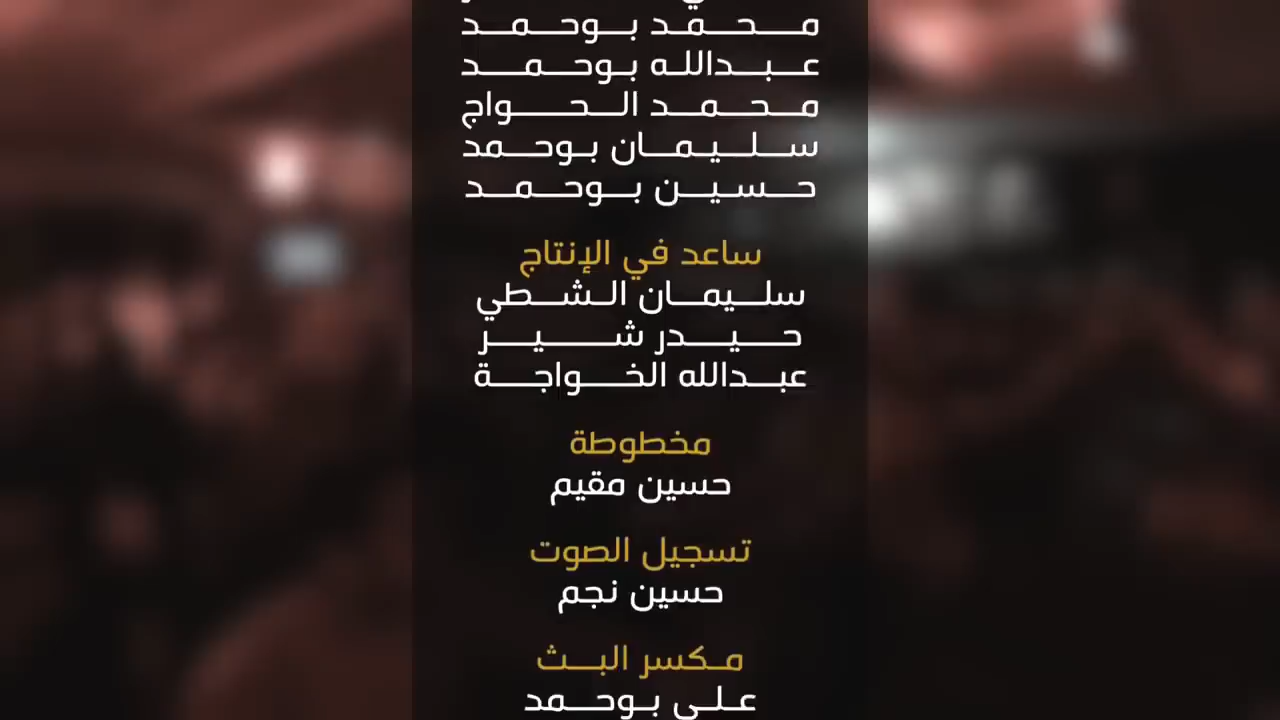 محمد بوحمد
عبدالله بوحمد
محمد الحواج
سليمان بوحمد
حسين بوحمد
ساعد في الإنتاج
سليمان الشطي
حيدر شير
عبدالله الخواجة
مخطوطة
حسين مقيم
تسجيل الصوت
حسين نجم
مكسر البث
علي بوحمد